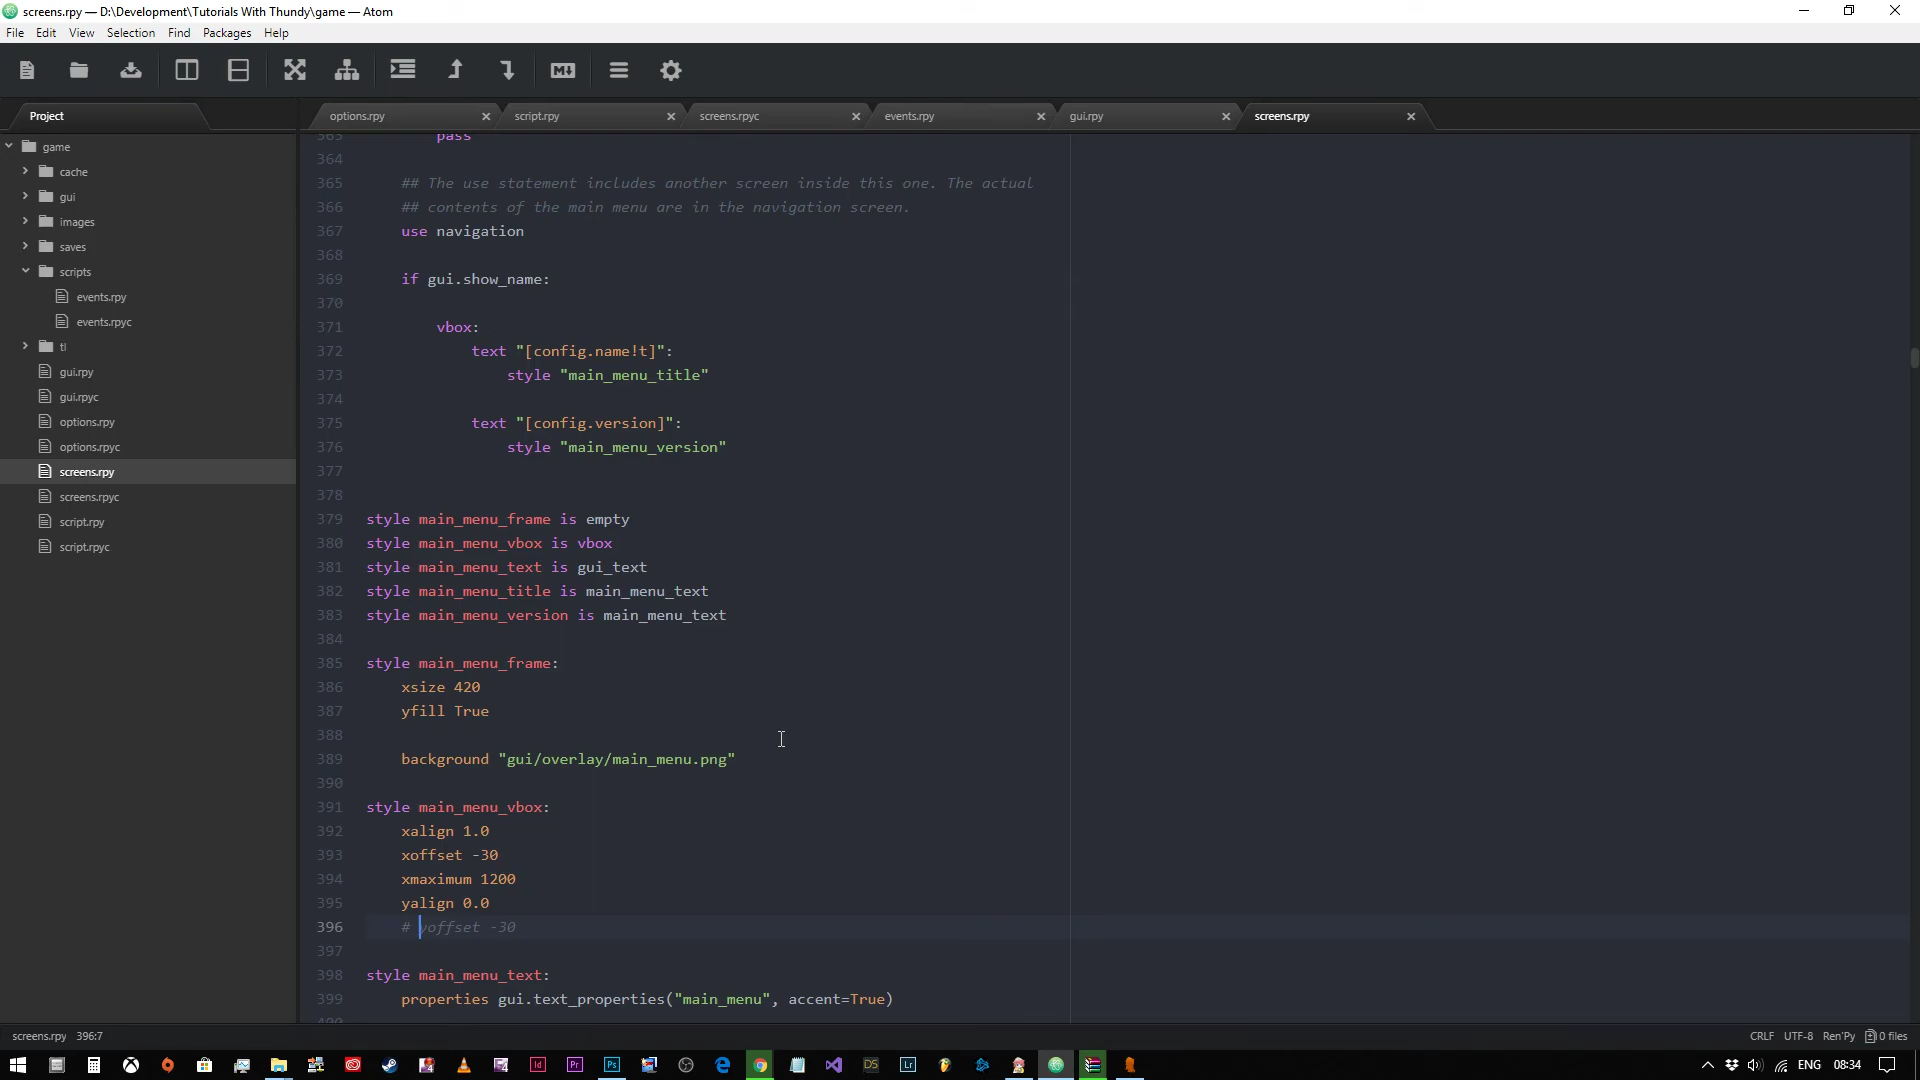 screens.rpy — D:\Development\Tutorials With Thundy\game — Atom
File Edit View Selection Find Packages Help
Project
options.rpy
script.rpy
screens.rpyc
events.rpy
gui.rpy
screens.rpy
game
cache
gui
images
saves
scripts
events.rpy
events.rpyc
tl
gui.rpy
gui.rpyc
options.rpy
options.rpyc
screens.rpy
screens.rpyc
script.rpy
script.rpyc
363 pass
364
365 ## The use statement includes another screen inside this one. The actual
366 ## contents of the main menu are in the navigation screen.
367 use navigation
368
369 if gui.show_name:
370
371 vbox:
372 text "[config.name!t]":
373 style "main_menu_title"
374
375 text "[config.version]":
376 style "main_menu_version"
377
378
379 style main_menu_frame is empty
380 style main_menu_vbox is vbox
381 style main_menu_text is gui_text
382 style main_menu_title is main_menu_text
383 style main_menu_version is main_menu_text
384
385 style main_menu_frame:
386 xsize 420
387 yfill True
388
389 background "gui/overlay/main_menu.png"
390
391 style main_menu_vbox:
392 xalign 1.0
393 xoffset -30
394 xmaximum 1200
395 yalign 0.0
396 # yoffset -30
397
398 style main_menu_text:
399 properties gui.text_properties("main_menu", accent=True)
400
screens.rpy 396:7
CRLF UTF-8 Ren'Py 0 files
ENG 08:34